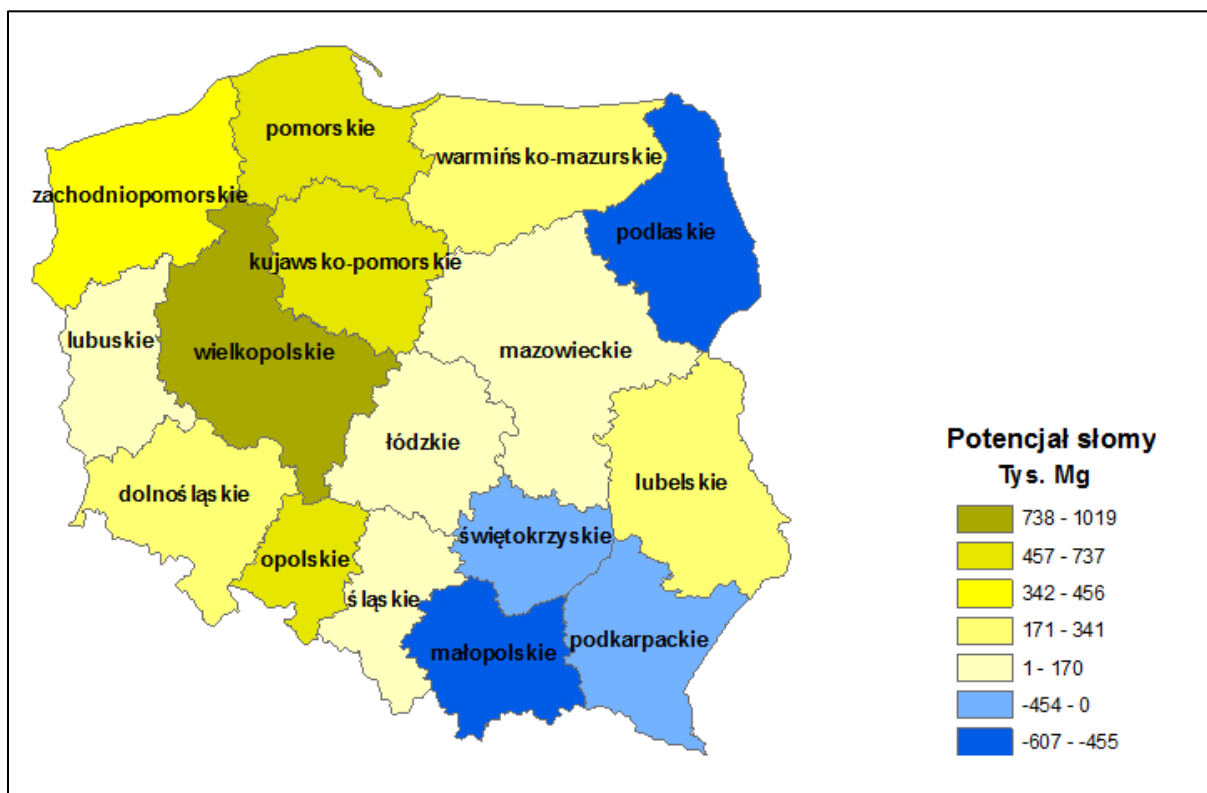 pomorskie
warmińsko-mazurskie
zachodniopomorskie
podlaskie
kujawsko-pomorskie
lubuskie
wielkopolskie
mazowieckie
łódzkie
dolnośląskie
lubelskie
świętokrzyskie
opolskie
śląskie
podkarpackie
małopolskie
Potencjał słomy
Tys. Mg
738 - 1019
457 - 737
342 - 456
171 - 341
1 - 170
-454 - 0
-607 - -455